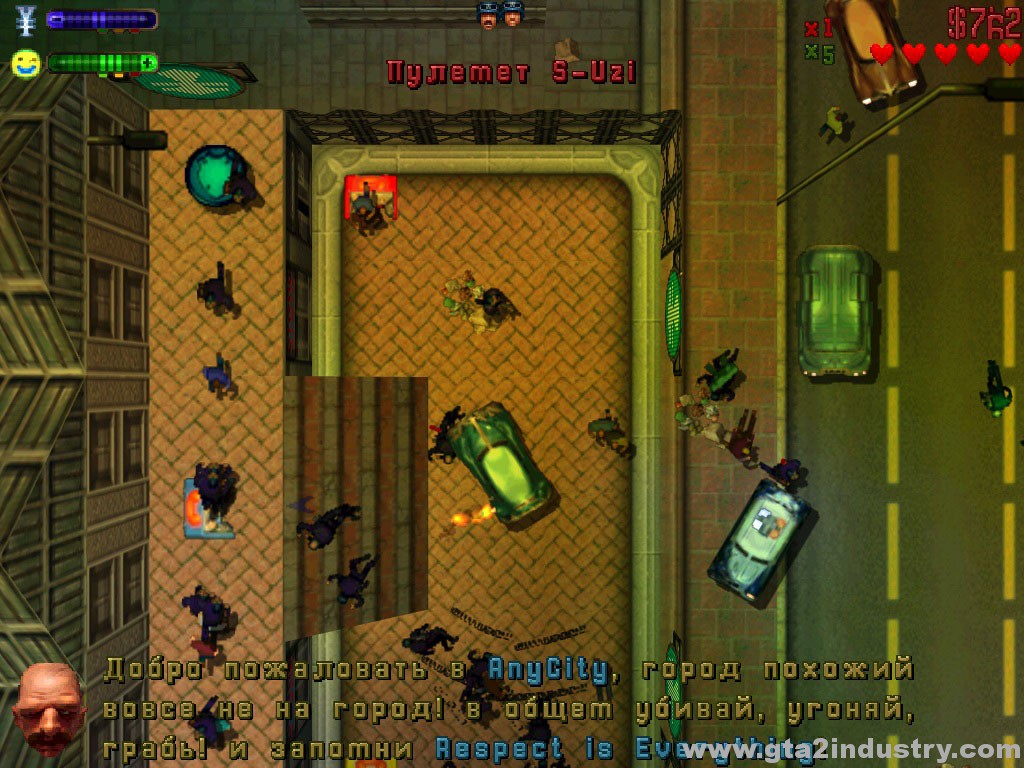 $762
x1
x5
Пулемет S-Uzi
Добро пожаловать в AnyCity, город похожий
вовсе не на город! в общем убивай, угоняй,
грабь! и запомни Respect is Everything
www.gta2industry.com